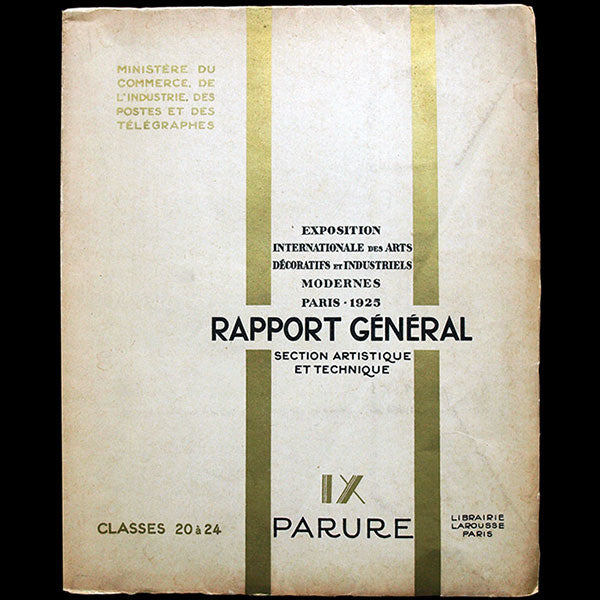 MINISTÈRE DU
COMMERCE, DE
L'INDUSTRIE, DES
POSTES ET DES
TÉLÉGRAPHES
EXPOSITION
INTERNATIONALE DES ARTS
DÉCORATIFS ET INDUSTRIELS
MODERNES
PARIS · 1925
RAPPORT GÉNÉRAL
SECTION ARTISTIQUE
ET TECHNIQUE
IX
CLASSES 20 à 24
PARURE
LIBRAIRIE
LAROUSSE
PARIS